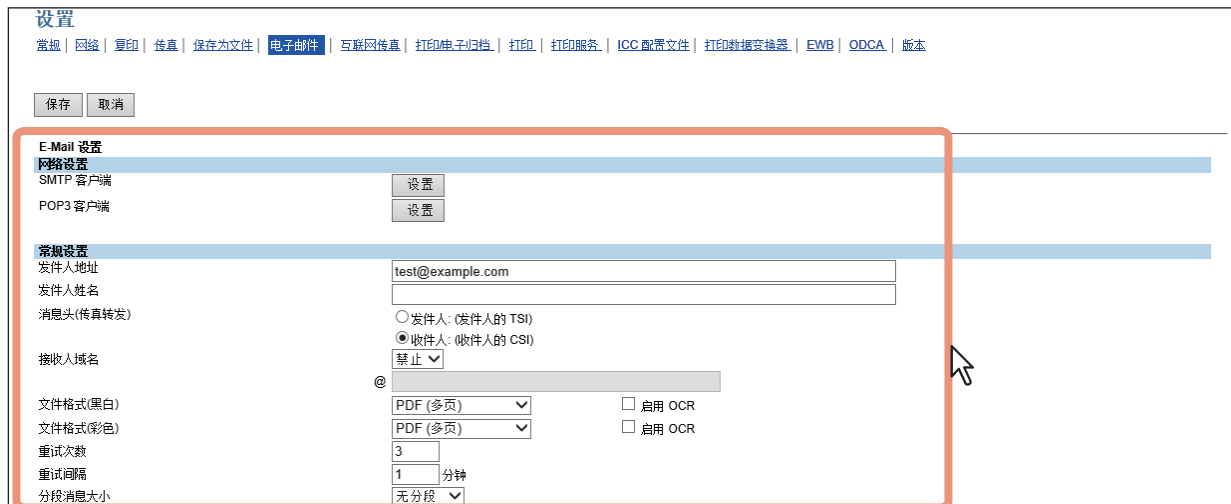 设置
常规 | 网络 | 复印 | 传真 | 保存为文件 | 电子邮件 | 互联网传真 | 打印/电子归档 | 打印 | 打印服务 | ICC 配置文件 | 打印数据变换器 | EWB | ODCA | 版本
保存 取消
E-Mail 设置
网络设置
SMTP 客户端 设置
POP3 客户端 设置
常规设置
发件人地址 test@example.com
发件人姓名
消息头(传真转发) 发件人: (发件人的 TSI)
收件人: (收件人的 CSI)
接收人域名 禁止
@
文件格式(黑白) PDF (多页) 启用 OCR
文件格式(彩色) PDF (多页) 启用 OCR
重试次数 3
重试间隔 1 分钟
分段消息大小 无分段